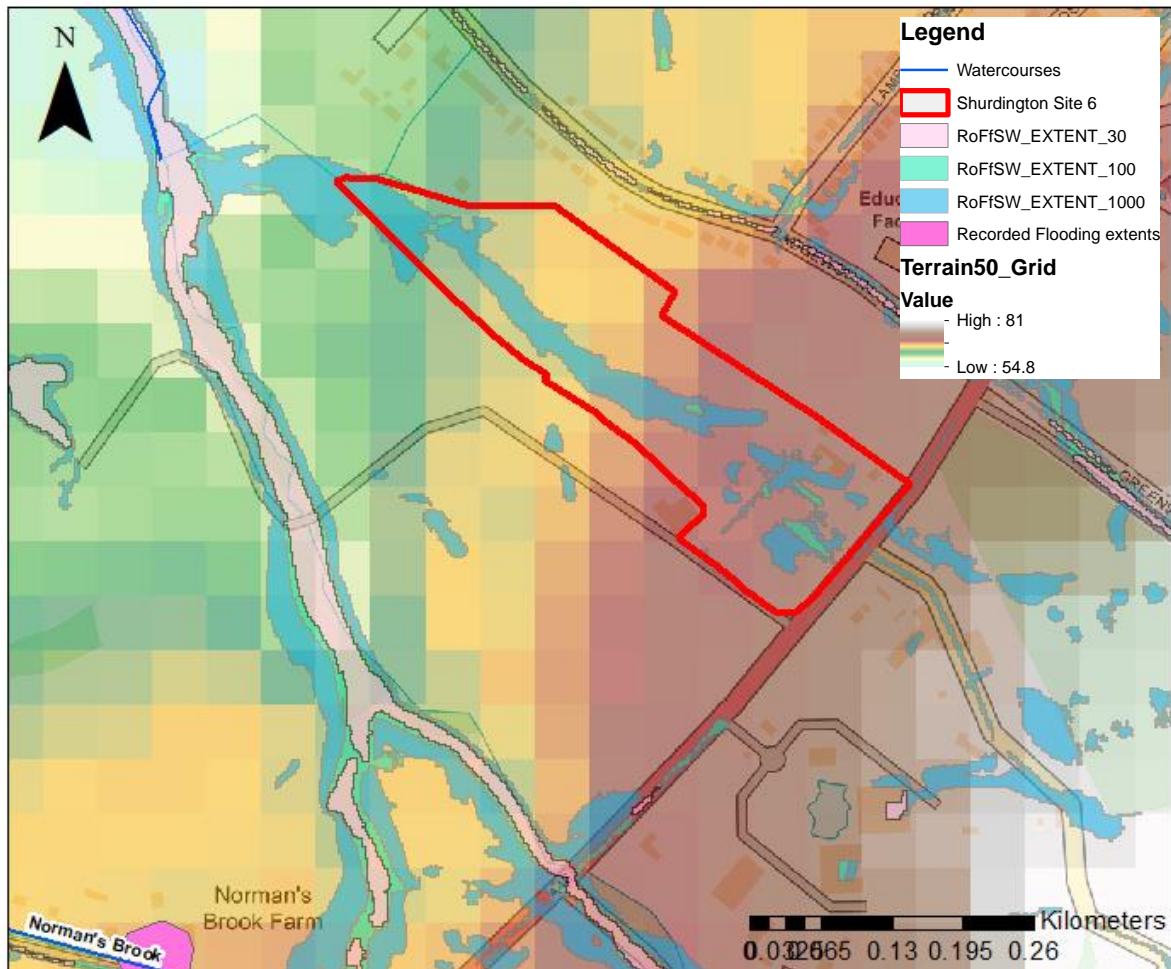 N
Legend
Watercourses
Shurdington Site 6
RoFfSW_EXTENT_30
RoFfSW_EXTENT_100
RoFfSW_EXTENT_1000
Recorded Flooding extents
Terrain50_Grid
Value
High : 81
Low : 54.8
Norman's
Brook Farm
Norman's Brook
Kilometers
0.13 0.195 0.26